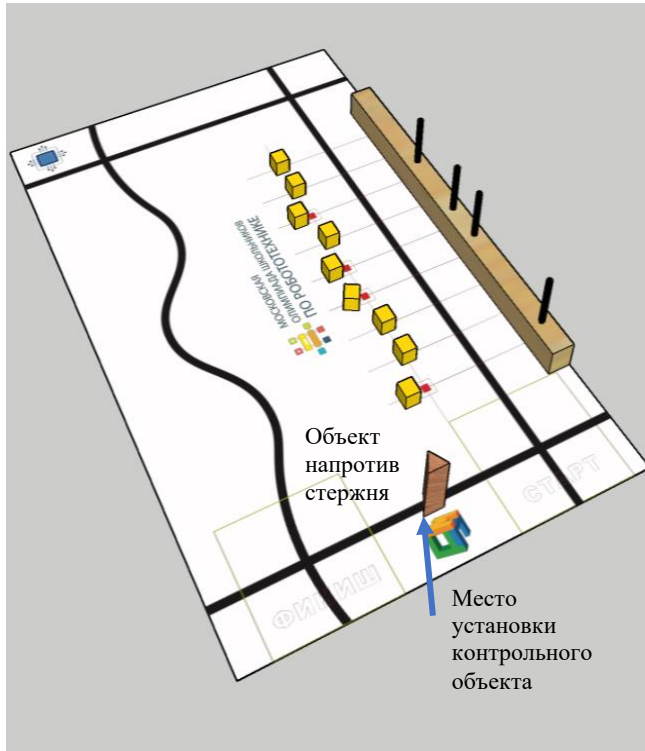 МОСКОВСКАЯ
ОЛИМПИАДА ШКОЛЬНИКОВ
ПО РОБОТОТЕХНИКЕ
Объект
напротив
стержня
СТАРТ
ФИНИШ
Место
установки
контрольного
объекта